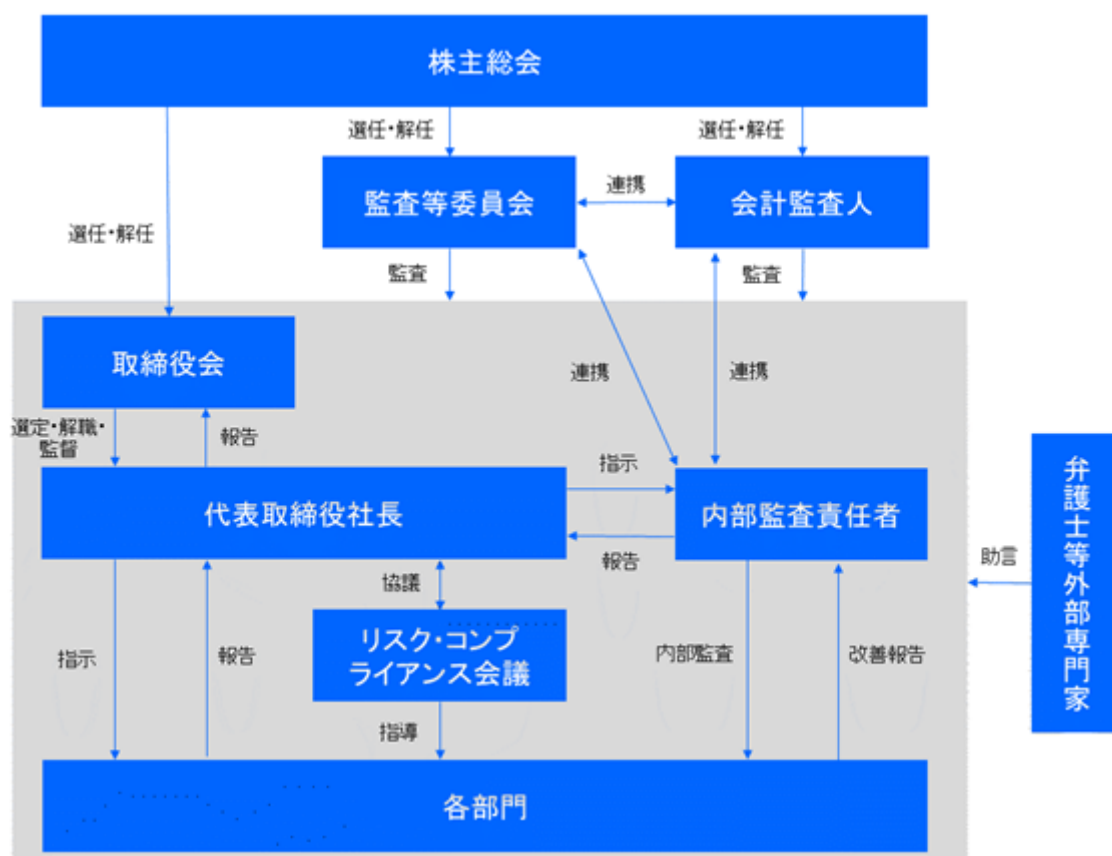 株主総会
選任・解任
選任・解任
監査等委員会
連携
会計監査人
選任・解任
監査
監査
取締役会
連携
連携
選定・解職・
監督
報告
代表取締役社長
指示
報告
内部監査責任者
弁護士等外部専門家
助言
協議
リスク・コンプ
ライアンス会議
指示
報告
内部監査
改善報告
指導
各部門